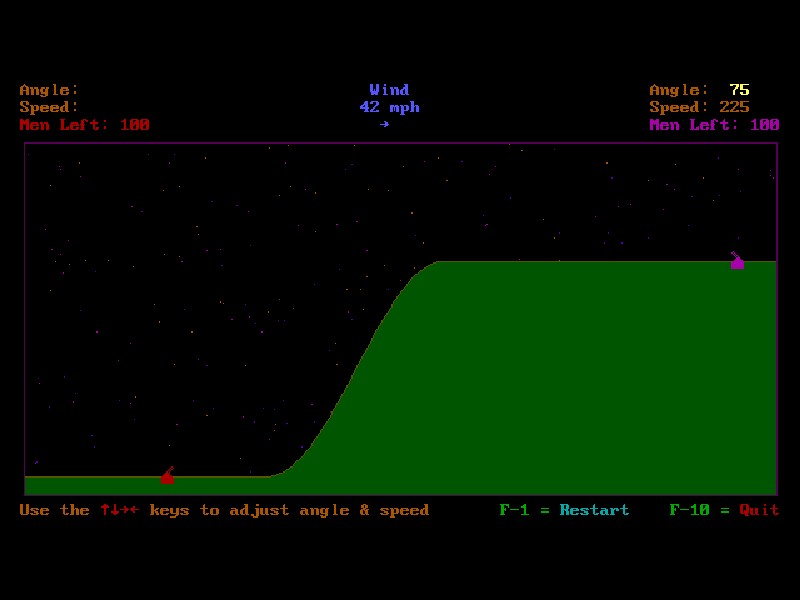 Angle:
Speed:
Men Left: 100
Wind
42 mph
→
Angle: 75
Speed: 225
Men Left: 100
Use the ↑↓→← keys to adjust angle & speed
F-1 = Restart
F-10 = Quit